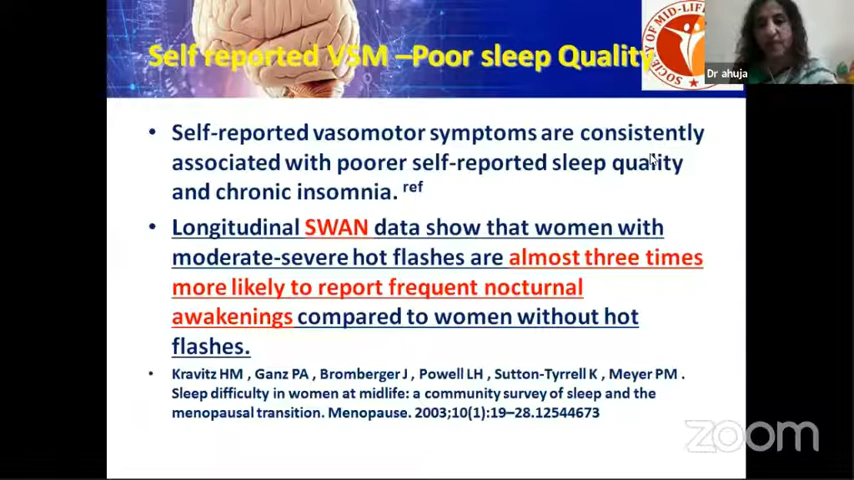 Self reported VSM –Poor sleep Quality
SOCIETY OF MID-LIFE
Dr ahuja
• Self-reported vasomotor symptoms are consistently
associated with poorer self-reported sleep quality
and chronic insomnia. ref
• Longitudinal SWAN data show that women with
moderate-severe hot flashes are almost three times
more likely to report frequent nocturnal
awakenings compared to women without hot
flashes.
• Kravitz HM , Ganz PA , Bromberger J , Powell LH , Sutton-Tyrrell K , Meyer PM .
Sleep difficulty in women at midlife: a community survey of sleep and the
menopausal transition. Menopause. 2003;10(1):19–28.12544673
zoom